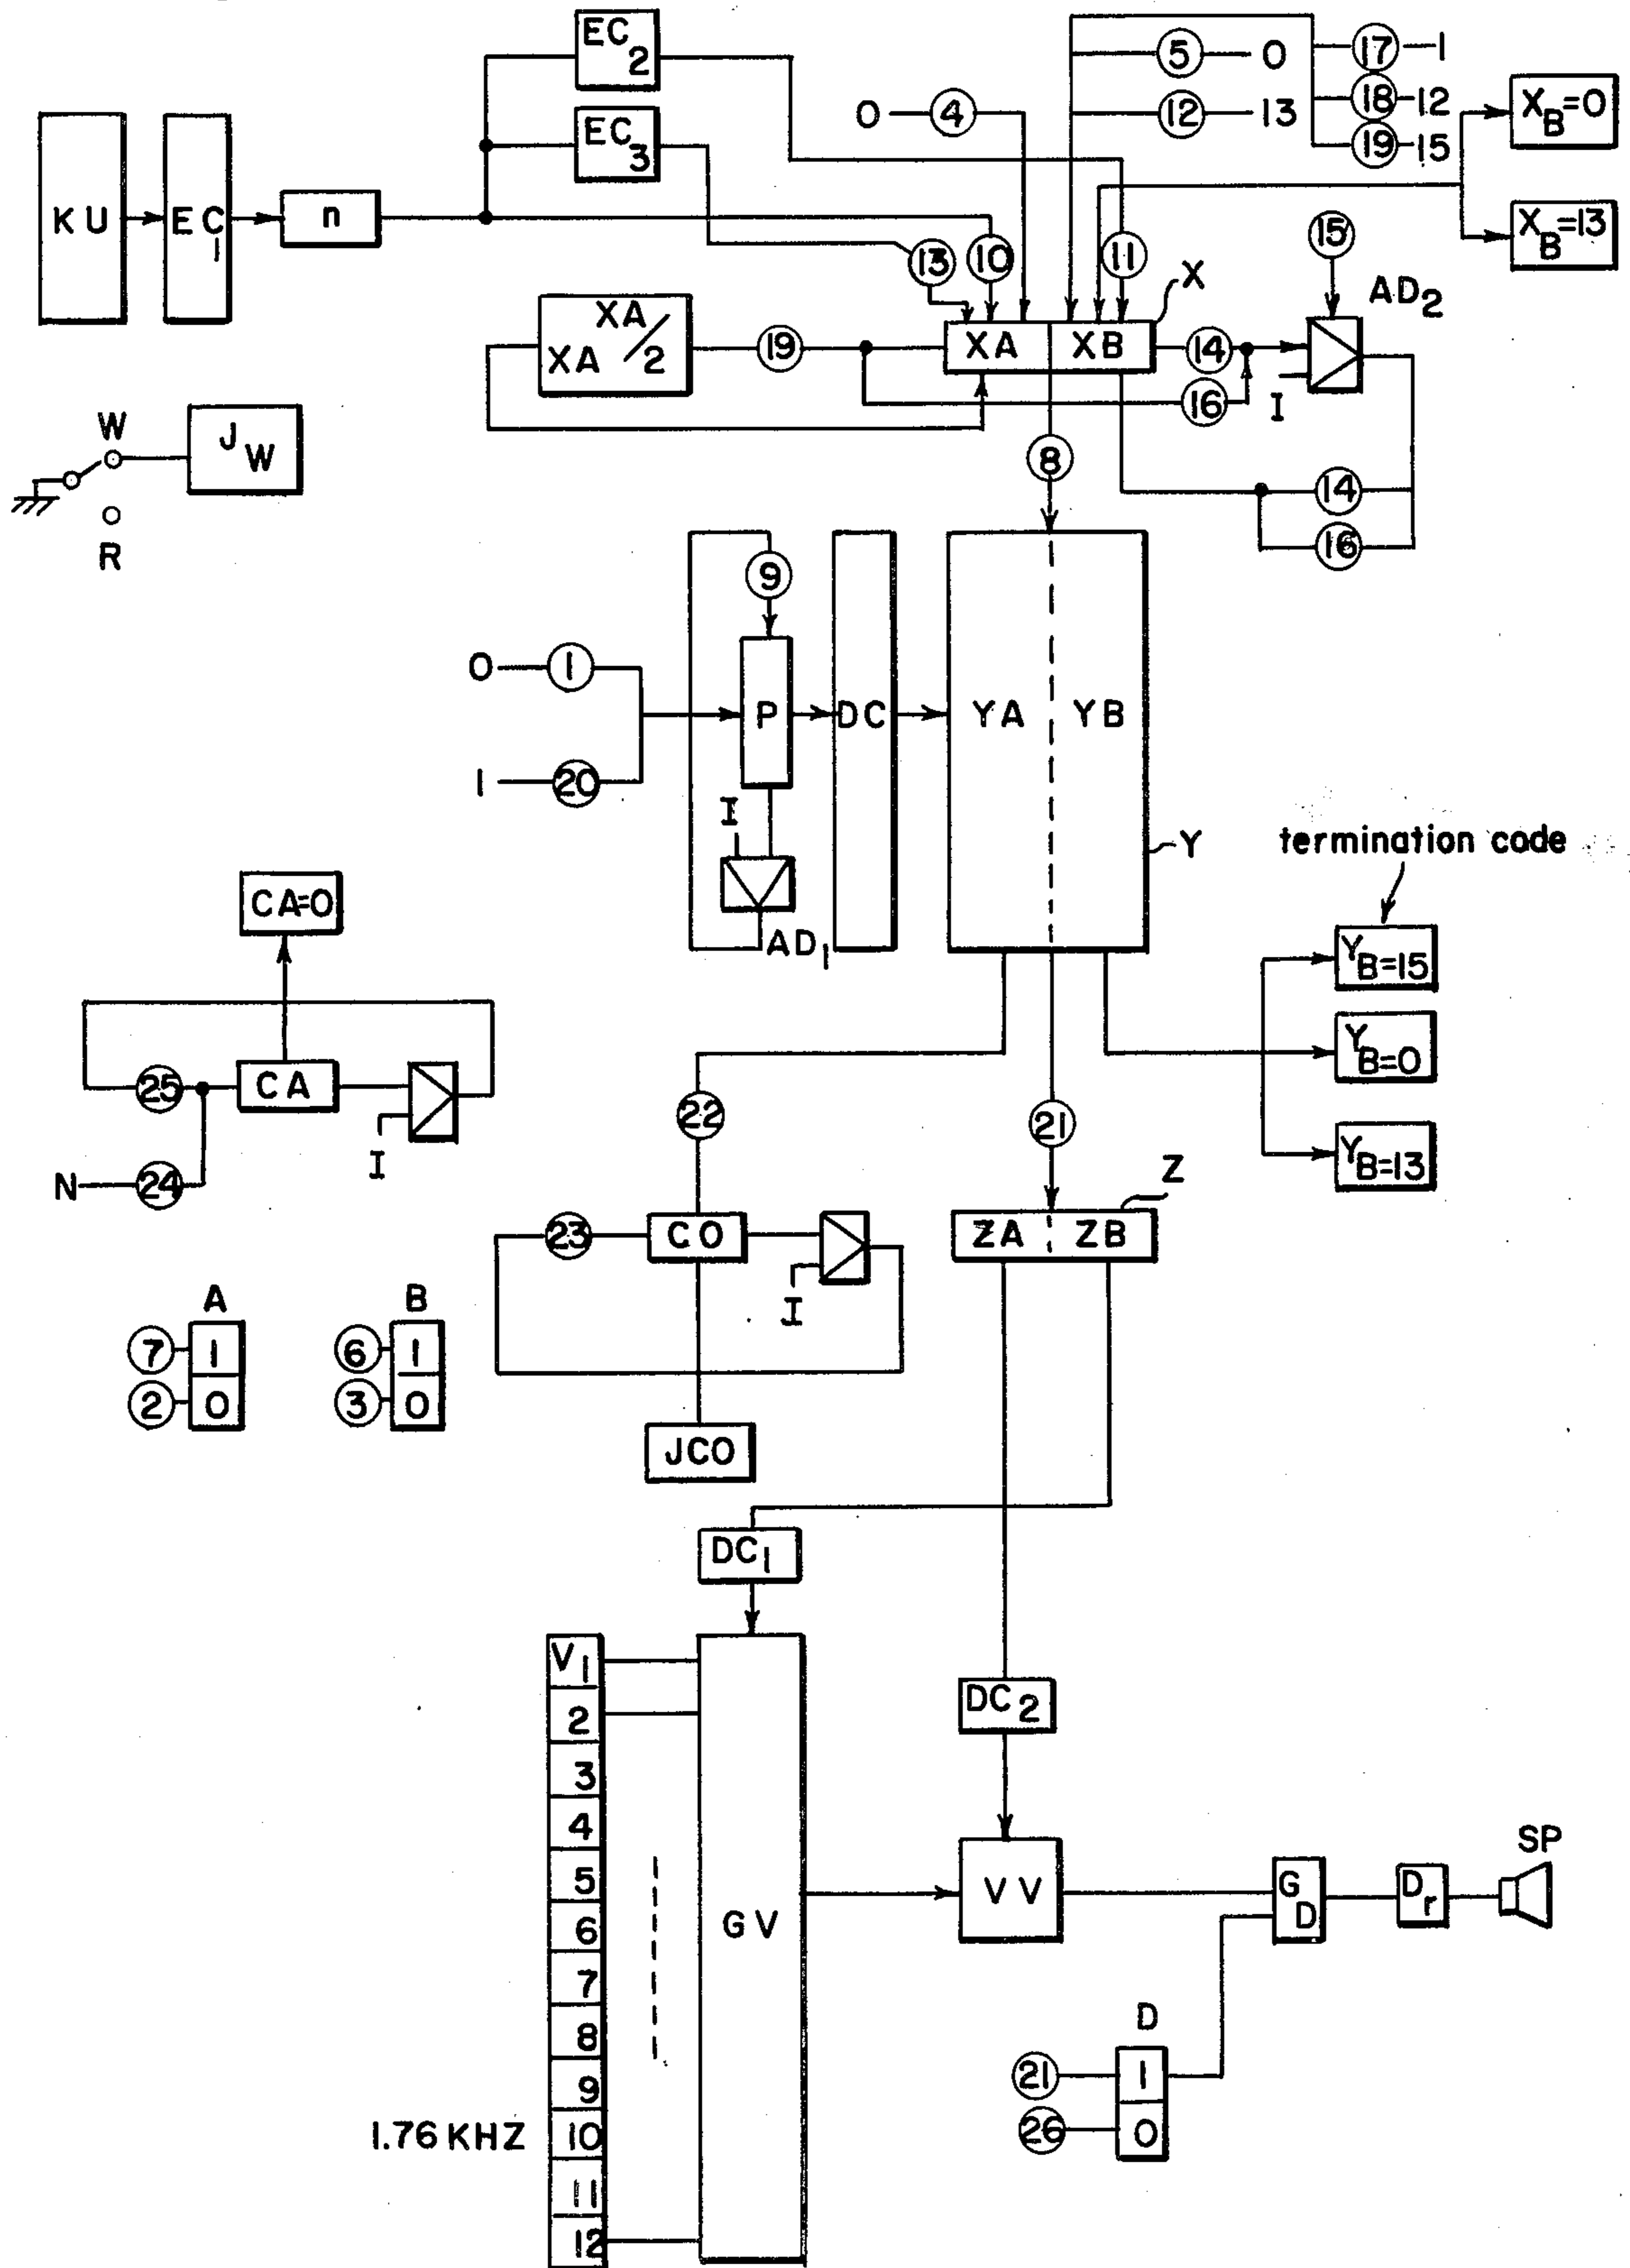 EC2
17 1
5 0
0 4
18 12
12 13
XB=0
EC3
19 15
KU
EC1
n
XB=13
15
13
10
11
X
AD2
XA XA/2
19
XA
XB
14
16
I
W
JW
R
8
14
16
9
0 1
P
DC
YA
YB
1 20
I
Y
termination code
CA=0
AD1
YB=15
25
CA
YB=0
I
22
21
N 24
YB=13
Z
23
CO
ZA
ZB
I
A
B
7 1
2 0
6 1
3 0
JCO
DC1
V1
2
3
4
5
6
7
8
9
10
11
12
DC2
GV
VV
GD
Dr
SP
D
21 1
26 0
1.76 KHZ